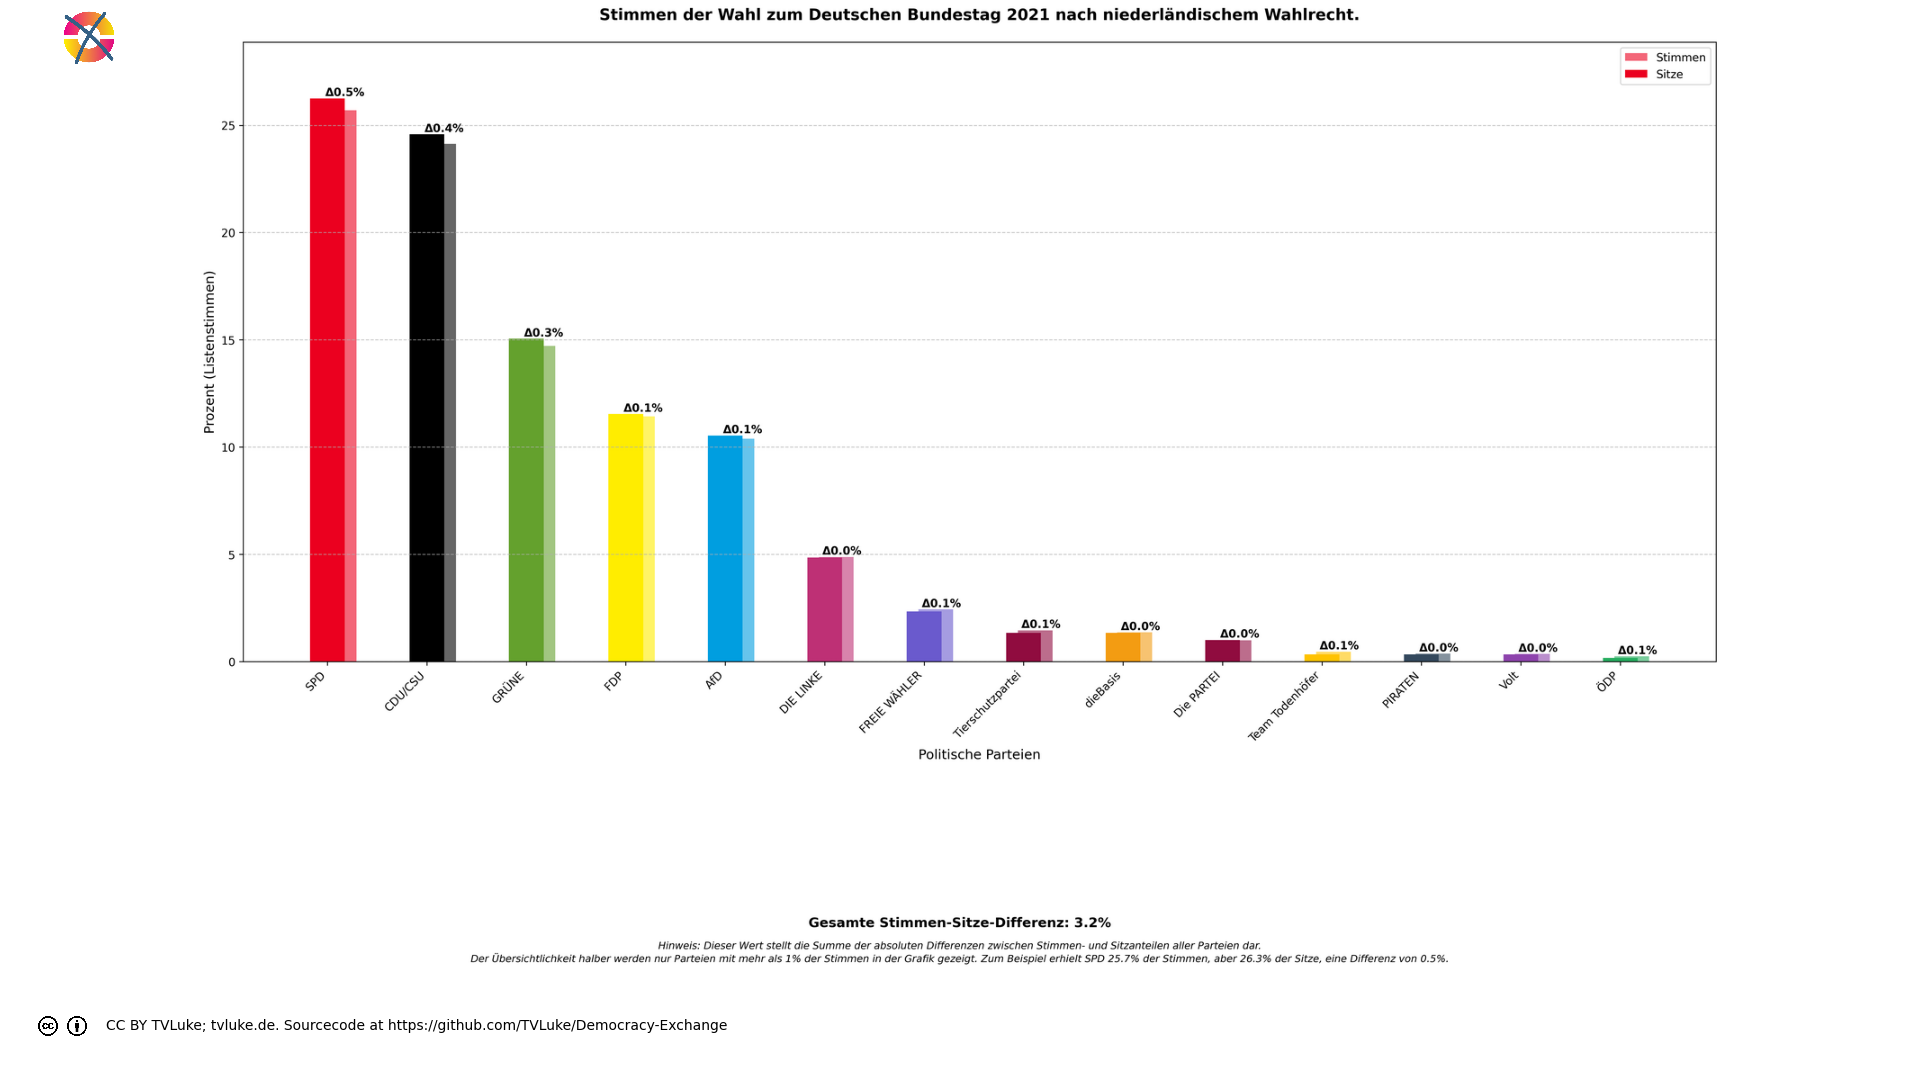 Stimmen der Wahl zum Deutschen Bundestag 2021 nach niederländischem Wahlrecht.
Stimmen
Sitze
Prozent (Listenstimmen)
25
20
15
10
5
0
Δ0.5%
Δ0.4%
Δ0.3%
Δ0.1%
Δ0.1%
Δ0.0%
Δ0.1%
Δ0.1%
Δ0.0%
Δ0.0%
Δ0.1%
Δ0.0%
Δ0.0%
Δ0.1%
SPD
CDU/CSU
GRÜNE
FDP
AfD
DIE LINKE
FREIE WÄHLER
Tierschutzpartei
dieBasis
Die PARTEI
Team Todenhöfer
PIRATEN
Volt
ÖDP
Politische Parteien
Gesamte Stimmen-Sitze-Differenz: 3.2%
Hinweis: Dieser Wert stellt die Summe der absoluten Differenzen zwischen Stimmen- und Sitzanteilen aller Parteien dar.
Der Übersichtlichkeit halber werden nur Parteien mit mehr als 1% der Stimmen in der Grafik gezeigt. Zum Beispiel erhielt SPD 25.7% der Stimmen, aber 26.3% der Sitze, eine Differenz von 0.5%.
cc
CC BY TVLuke; tvluke.de. Sourcecode at https://github.com/TVLuke/Democracy-Exchange